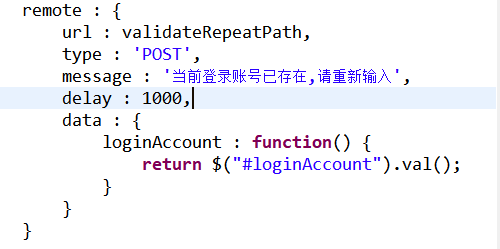 remote : {
url : validateRepeatPath,
type : 'POST',
message : '当前登录账号已存在,请重新输入',
delay : 1000,
data : {
loginAccount : function() {
return $("#loginAccount").val();
}
}
}